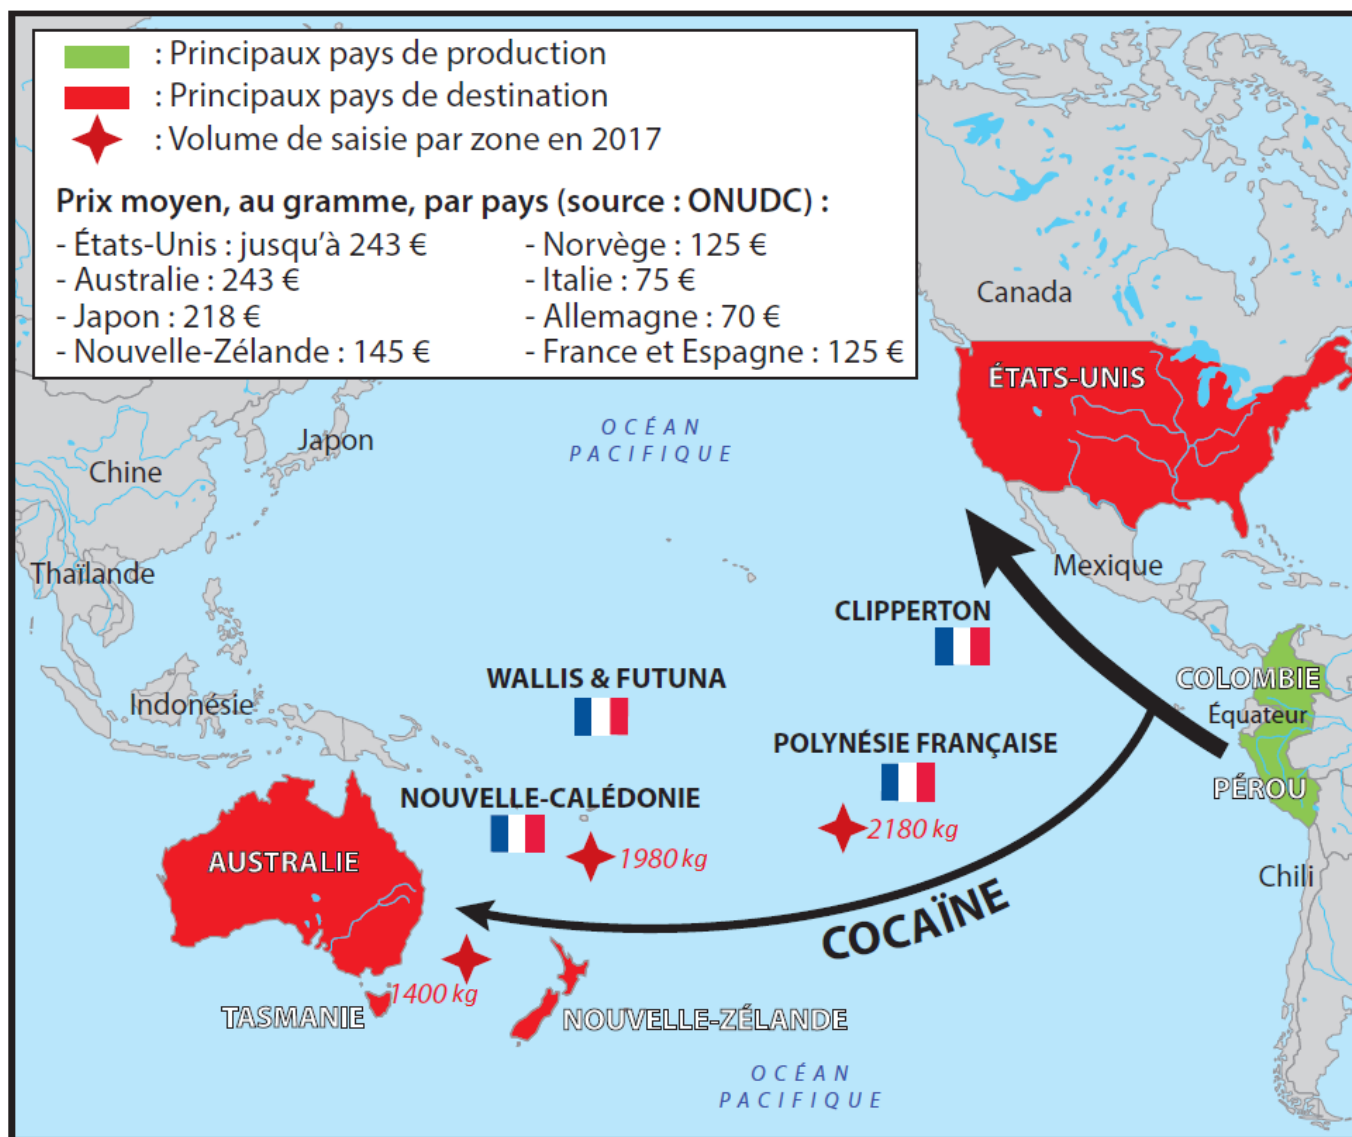 : Principaux pays de production
: Principaux pays de destination
: Volume de saisie par zone en 2017
Prix moyen, au gramme, par pays (source : ONUDC) :
- États-Unis : jusqu’à 243 €
- Australie : 243 €
- Japon : 218 €
- Nouvelle-Zélande : 145 €
- Norvège : 125 €
- Italie : 75 €
- Allemagne : 70 €
- France et Espagne : 125 €
Canada
ÉTATS-UNIS
OCÉAN
PACIFIQUE
Japon
Chine
Thaïlande
Mexique
CLIPPERTON
WALLIS & FUTUNA
COLOMBIE
Indonésie
Équateur
POLYNÉSIE FRANÇAISE
PÉROU
NOUVELLE-CALÉDONIE
2180 kg
1980 kg
AUSTRALIE
Chili
COCAÏNE
1400 kg
TASMANIE
NOUVELLE-ZÉLANDE
OCÉAN
PACIFIQUE